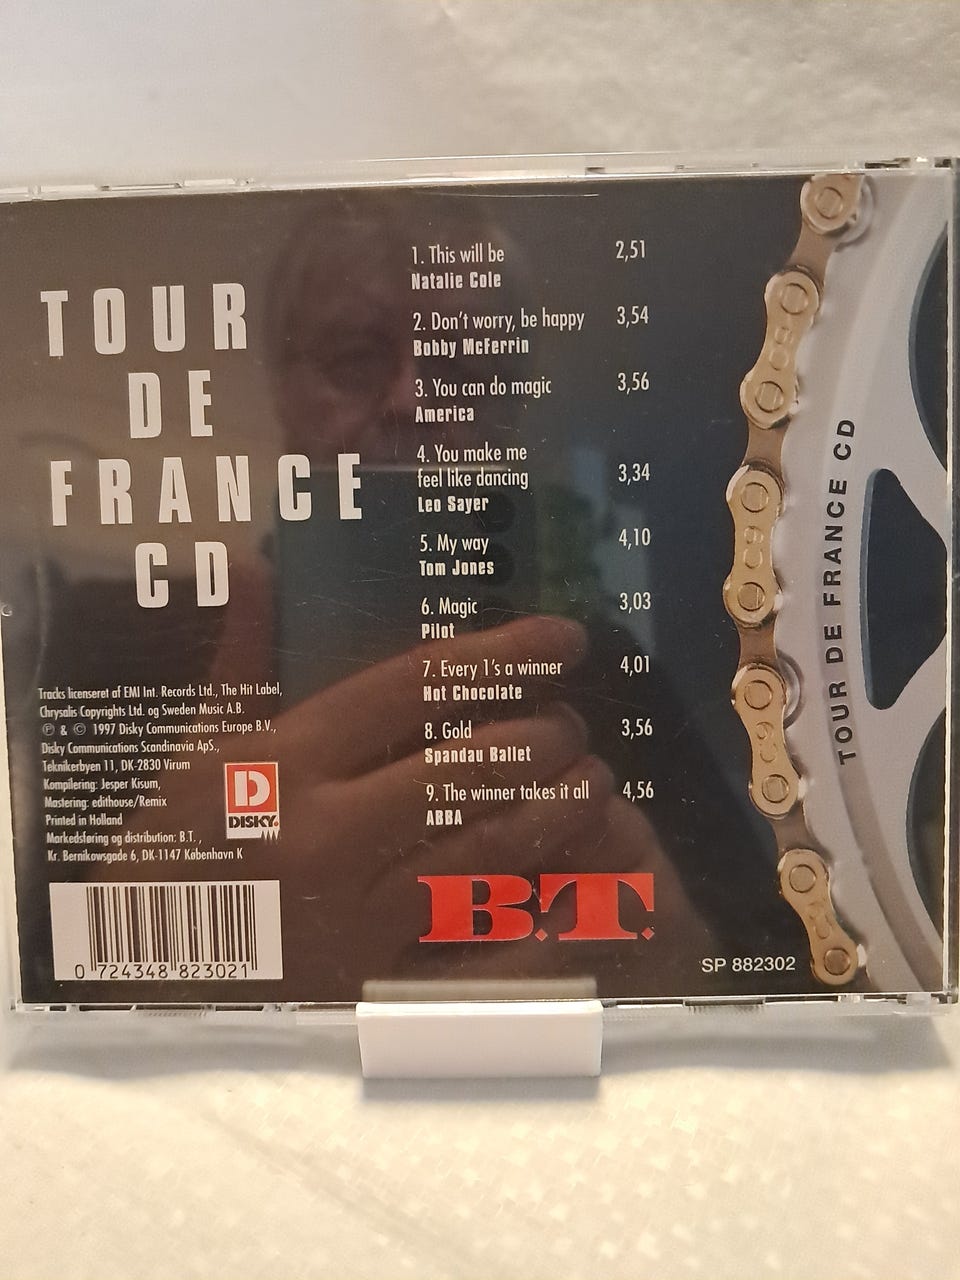 TOUR
DE
FRANCE
CD
1. This will be 2,51
Natalie Cole
2. Don't worry, be happy 3,54
Bobby McFerrin
3. You can do magic 3,56
America
4. You make me
feel like dancing 3,34
Leo Sayer
5. My way 4,10
Tom Jones
6. Magic 3,03
Pilot
7. Every 1's a winner 4,01
Hot Chocolate
8. Gold 3,56
Spandau Ballet
9. The winner takes it all 4,56
ABBA
Tracks licenseret af EMI Int. Records Ltd., The Hit Label,
Chrysalis Copyrights Ltd. og Sweden Music A.B.
℗ & © 1997 Disky Communications Europe B.V.,
Disky Communications Scandinavia ApS.,
Teknikerbyen 11, DK-2830 Virum
Kompilering: Jesper Kisum,
Mastering: edithouse/Remix
Printed in Holland
Markedsføring og distribution: B.T. ,
Kr. Bernikowsgade 6, DK-1147 København K
D
DISKY.
0 724348 823021
B.T.
SP 882302
TOUR DE FRANCE CD